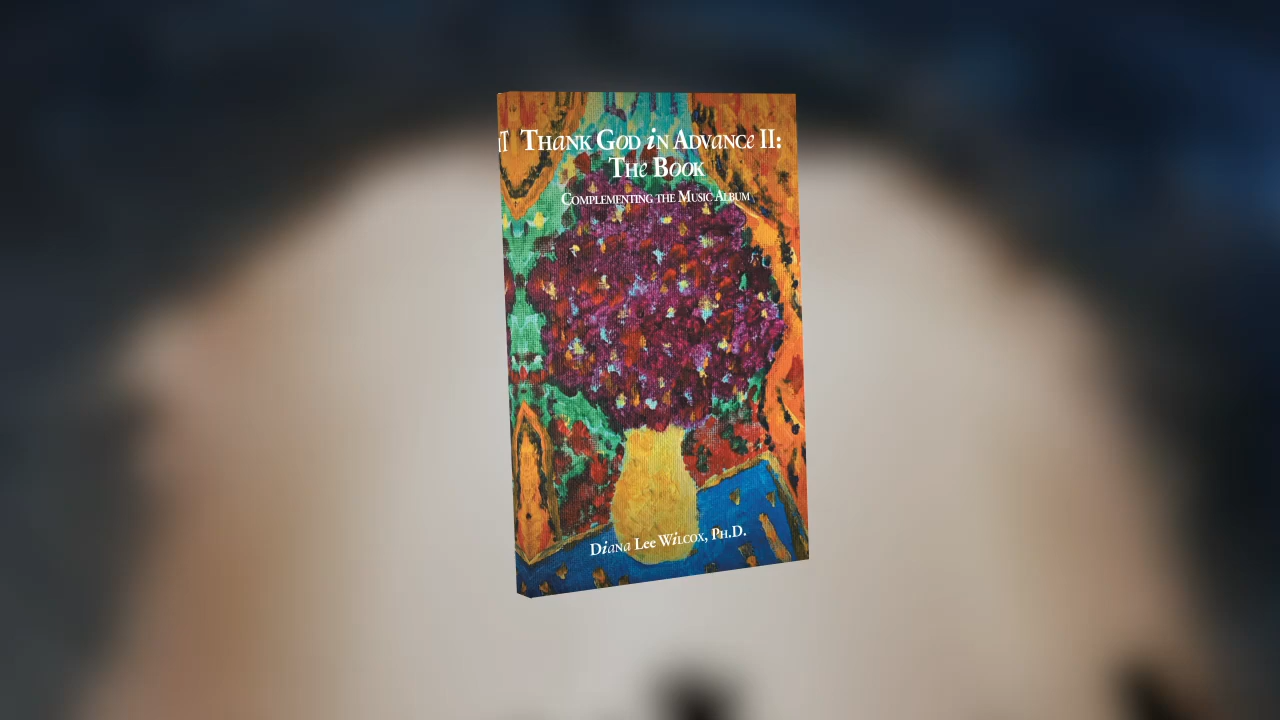 Thank God in Advance II:
The Book
Complementing the Music Album
Diana Lee Wilcox, Ph.D.